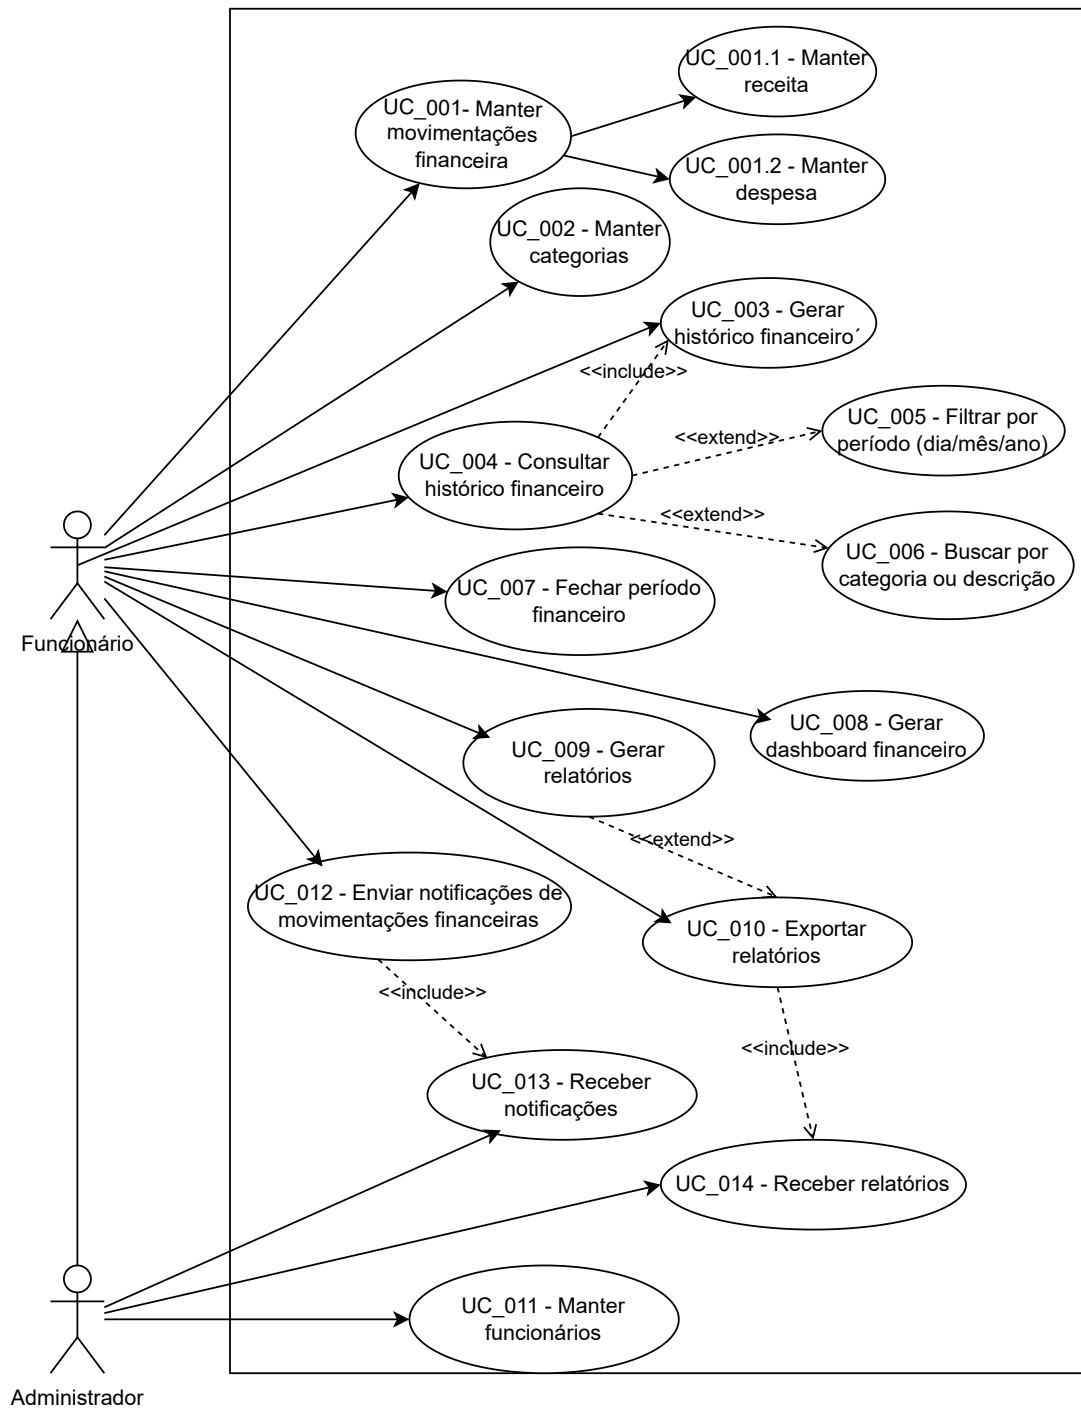 UC_001.1 - Manter
receita
UC_001- Manter
movimentações
financeira
UC_001.2 - Manter
despesa
UC_002 - Manter
categorias
UC_003 - Gerar
histórico financeiro´
<<include>>
UC_005 - Filtrar por
período (dia/mês/ano)
<<extend>>
UC_004 - Consultar
histórico financeiro
<<extend>>
UC_006 - Buscar por
categoria ou descrição
UC_007 - Fechar período
financeiro
Funcionário
UC_008 - Gerar
dashboard financeiro
UC_009 - Gerar
relatórios
<<extend>>
UC_012 - Enviar notificações de
movimentações financeiras
UC_010 - Exportar
relatórios
<<include>>
<<include>>
UC_013 - Receber
notificações
UC_014 - Receber relatórios
UC_011 - Manter
funcionários
Administrador